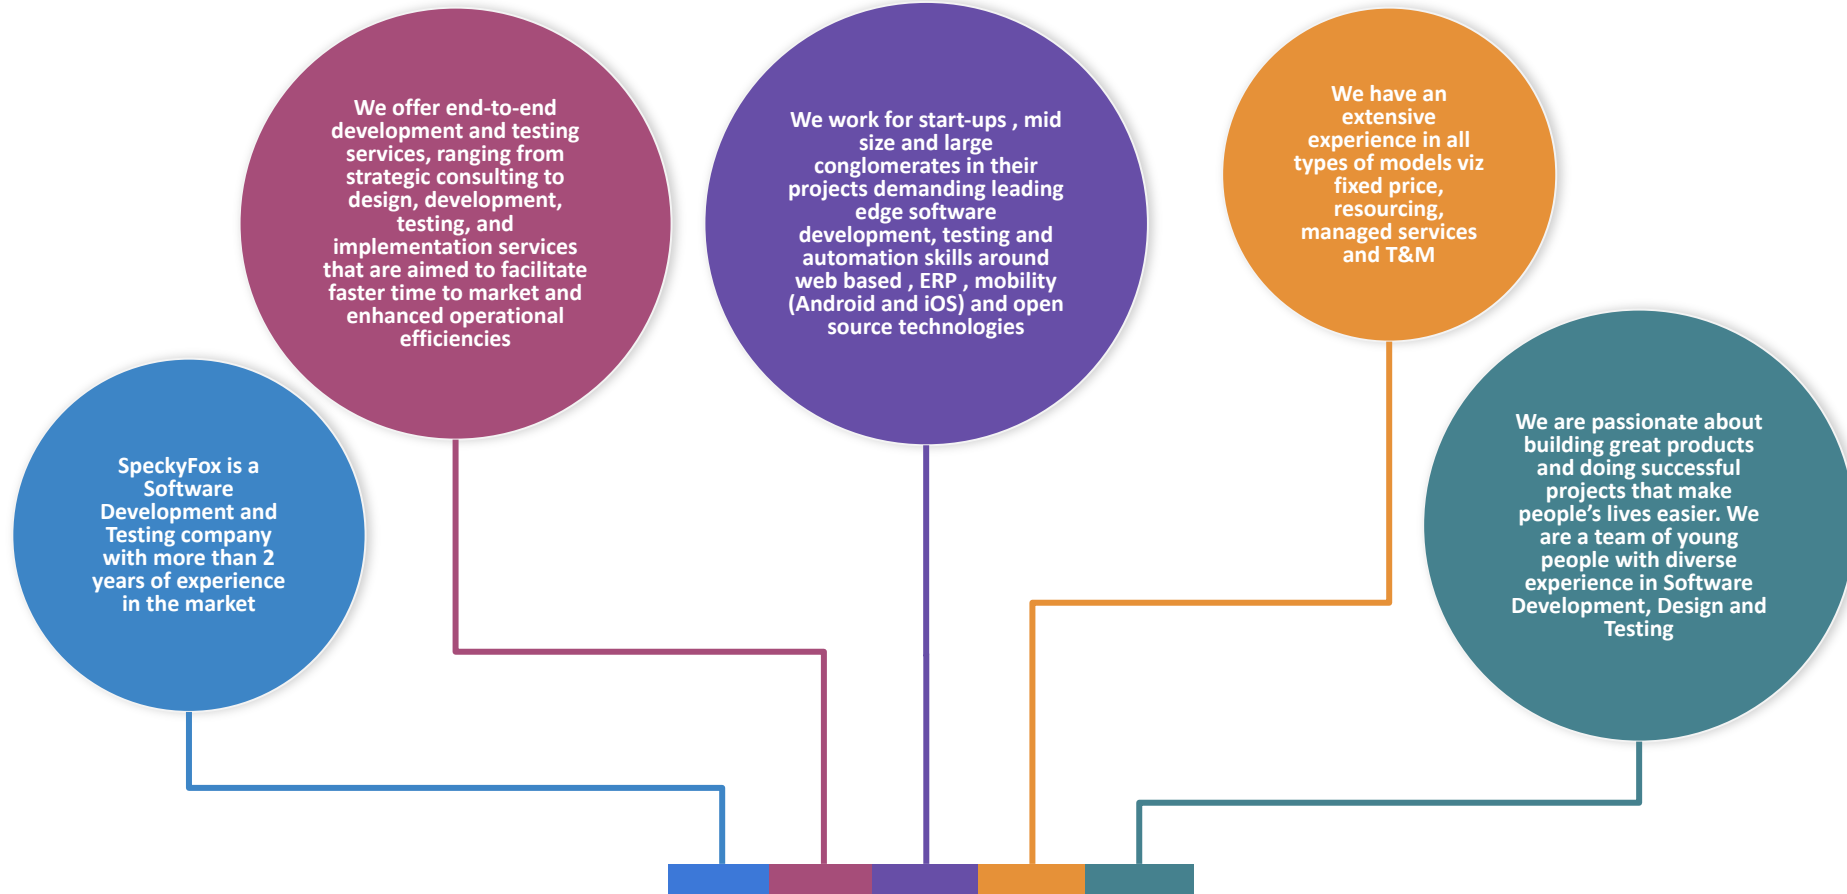 We offer end-to-end
development and testing
services, ranging from
strategic consulting to
design, development,
testing, and
implementation services
that are aimed to facilitate
faster time to market and
enhanced operational
efficiencies
We work for start-ups , mid
size and large
conglomerates in their
projects demanding leading
edge software
development, testing and
automation skills around
web based , ERP , mobility
(Android and iOS) and open
source technologies
We have an
extensive
experience in all
types of models viz
fixed price,
resourcing,
managed services
and T&M
SpeckyFox is a
Software
Development and
Testing company
with more than 2
years of experience
in the market
We are passionate about
building great products
and doing successful
projects that make
people’s lives easier. We
are a team of young
people with diverse
experience in Software
Development, Design and
Testing